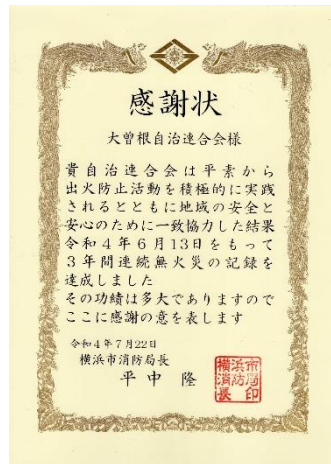 感謝状
大曽根自治連合会様
貴自治連合会は平素から
出火防止活動を積極的に実践
されるとともに地域の安全と
安心のために一致協力した結果
令和4年6月13日をもって
3年間連続無火災の記録を
達成しました
その功績は多大でありますので
ここに感謝の意を表します
令和4年7月22日
横浜市消防局長
平中 隆
横浜市
消防局
長印